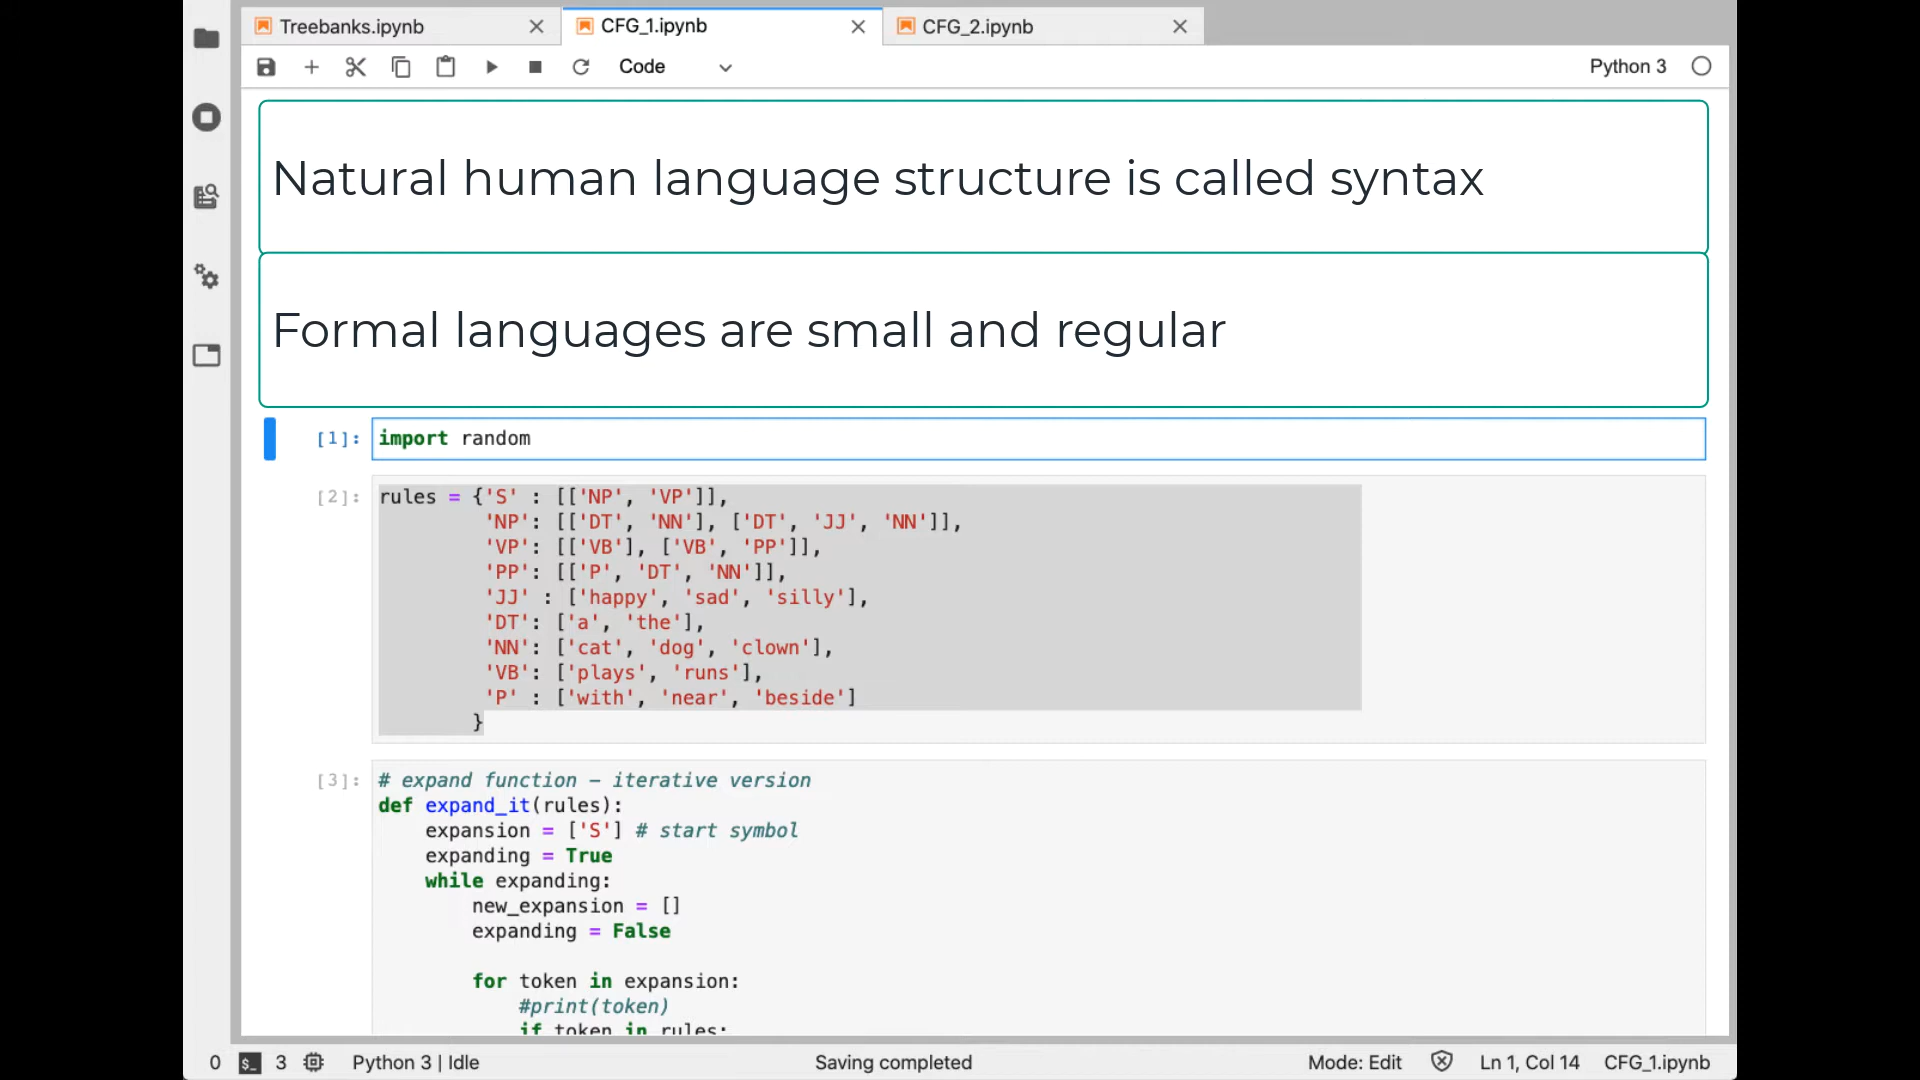 Treebanks.ipynb CFG_1.ipynb CFG_2.ipynb
Code Python 3
Natural human language structure is called syntax
Formal languages are small and regular
[1]: import random
[2]: rules = {'S' : [['NP', 'VP']],
'NP': [['DT', 'NN'], ['DT', 'JJ', 'NN']],
'VP': [['VB'], ['VB', 'PP']],
'PP': [['P', 'DT', 'NN']],
'JJ' : ['happy', 'sad', 'silly'],
'DT': ['a', 'the'],
'NN': ['cat', 'dog', 'clown'],
'VB': ['plays', 'runs'],
'P' : ['with', 'near', 'beside']
}
[3]: # expand function – iterative version
def expand_it(rules):
expansion = ['S'] # start symbol
expanding = True
while expanding:
new_expansion = []
expanding = False
for token in expansion:
#print(token)
if token in rules:
0 $_ 3 Python 3 | Idle Saving completed Mode: Edit Ln 1, Col 14 CFG_1.ipynb